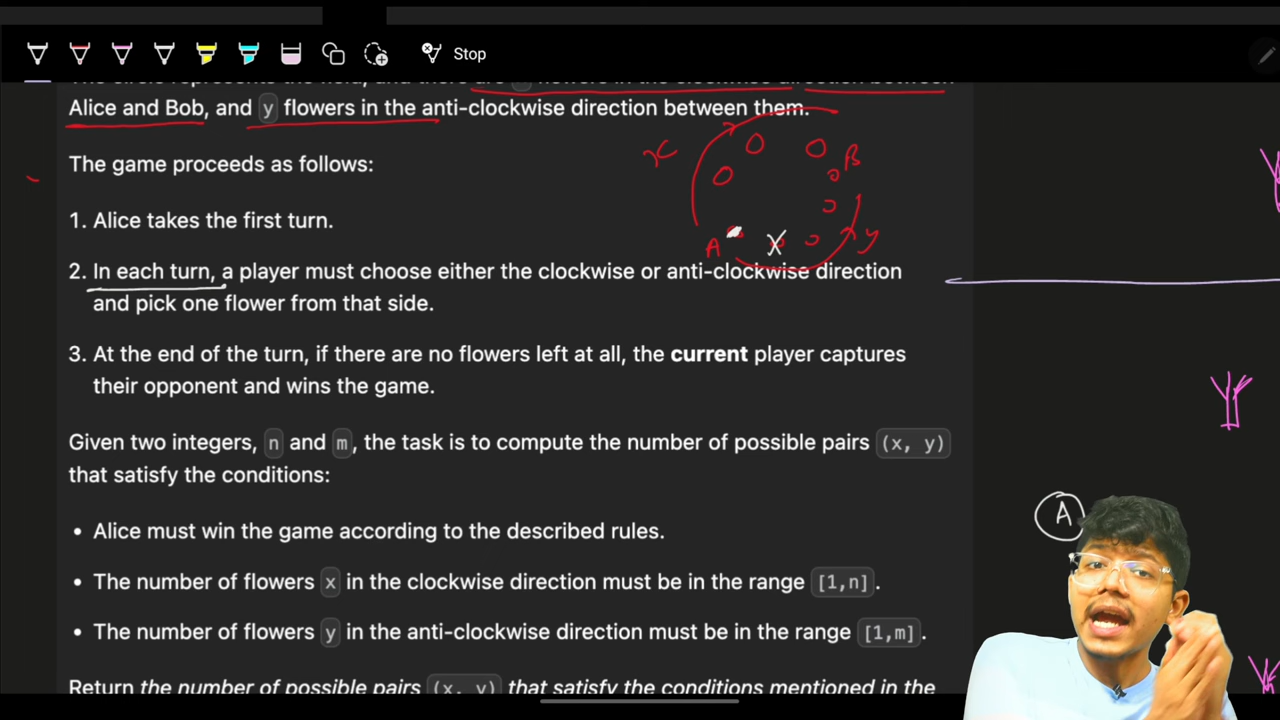 Stop
Alice and Bob, and y flowers in the anti-clockwise direction between them.
The game proceeds as follows:
x
B
1. Alice takes the first turn.
A
X
y
2. In each turn, a player must choose either the clockwise or anti-clockwise direction
and pick one flower from that side.
3. At the end of the turn, if there are no flowers left at all, the current player captures
their opponent and wins the game.
Given two integers, n and m, the task is to compute the number of possible pairs (x, y)
that satisfy the conditions:
A
• Alice must win the game according to the described rules.
• The number of flowers x in the clockwise direction must be in the range [1,n].
• The number of flowers y in the anti-clockwise direction must be in the range [1,m].
Return the number of possible pairs (x, y) that satisfy the conditions mentioned in the